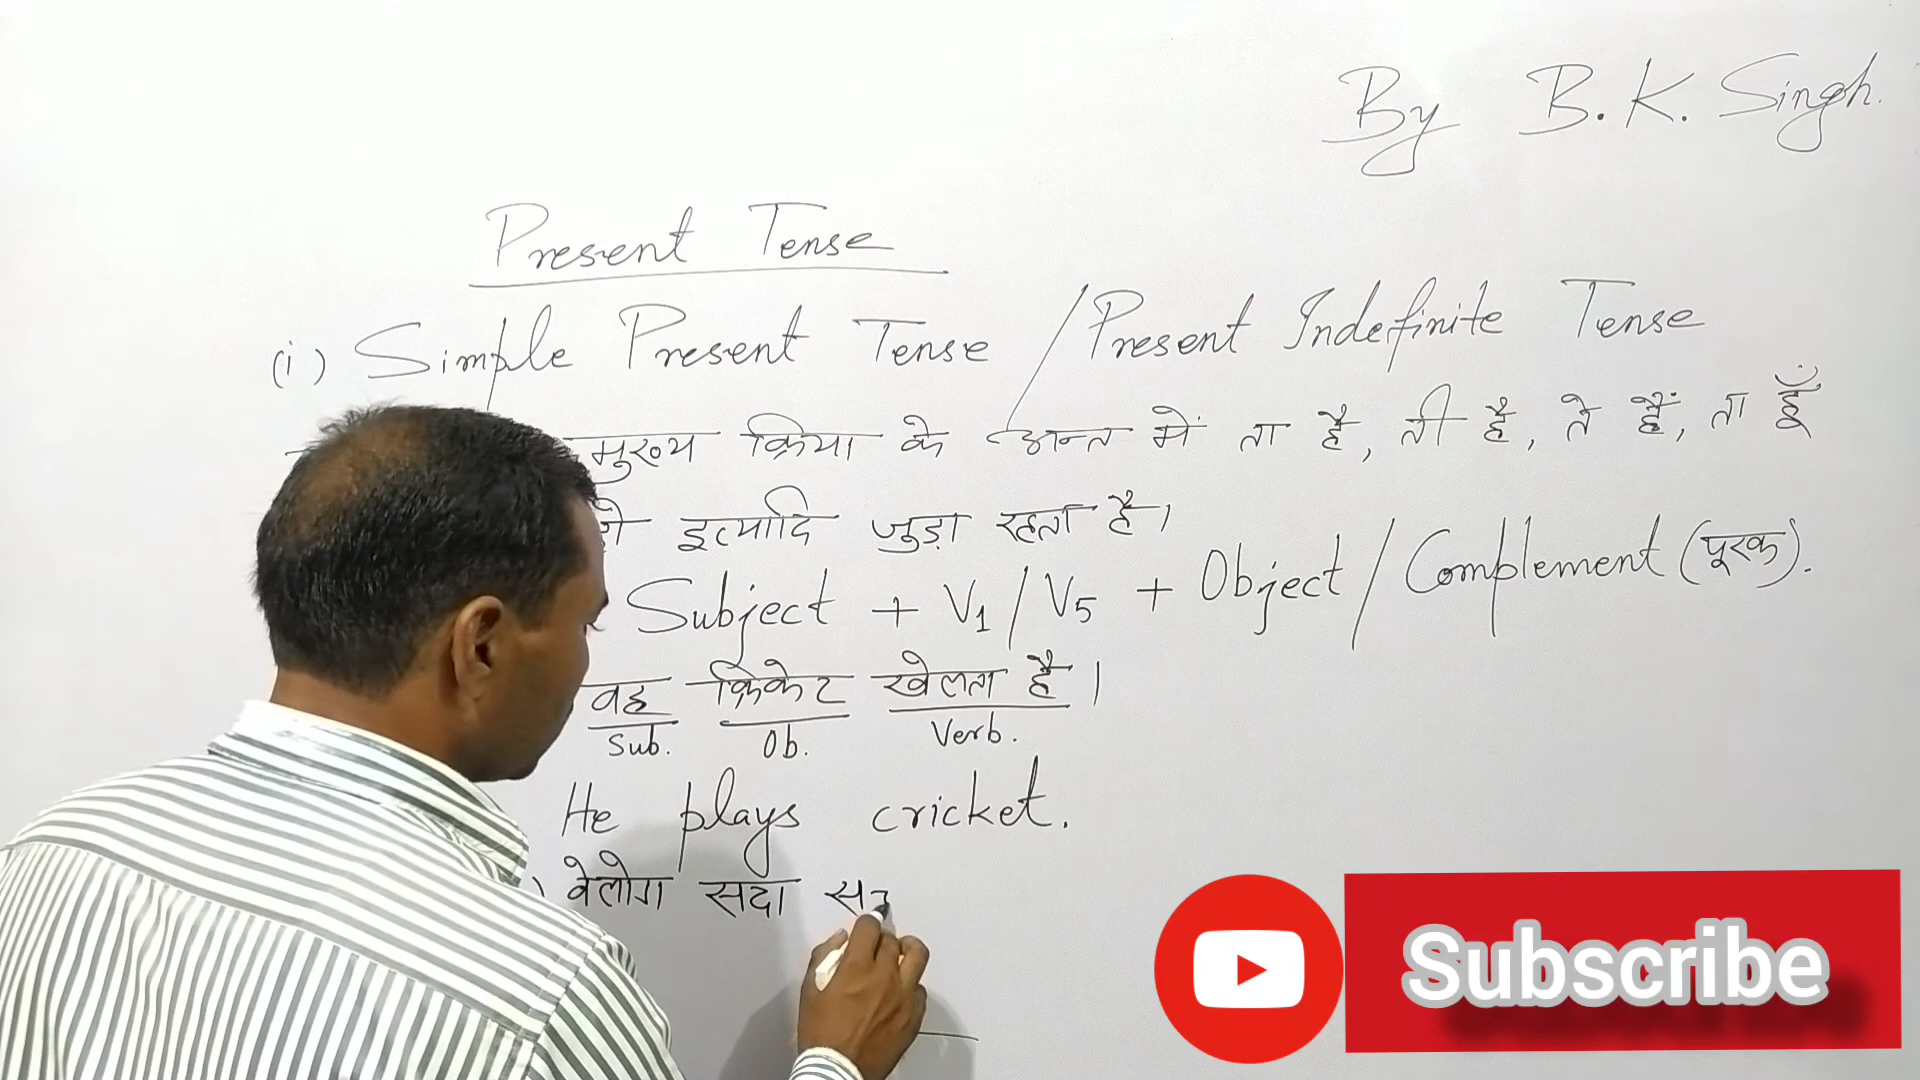 By B. K. Singh.
Present Tense
(i) Simple Present Tense / Present Indefinite Tense
मुख्य क्रिया के अन्त में ता है, ती है, ते हैं, ता हूँ
इत्यादि जुड़ा रहता है।
Subject + V1 / V5 + Object / Complement (पूरक).
वह क्रिकेट खेलता है।
Sub. Ob. Verb.
He plays cricket.
वेलोग सदा
Subscribe